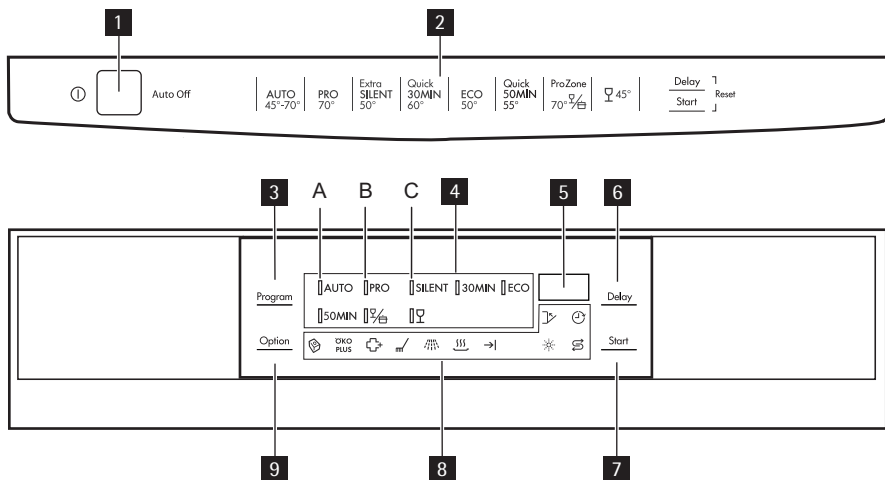 1
2
Auto Off
AUTO
45°-70°
PRO
70°
Extra
SILENT
50°
Quick
30MIN
60°
ECO
50°
Quick
50MIN
55°
ProZone
70°
45°
Delay
Start
Reset
3 A B C 4 5 6
Program
AUTO PRO SILENT 30MIN ECO
Delay
50MIN
Option
ÖKO
PLUS
Start
9 8 7